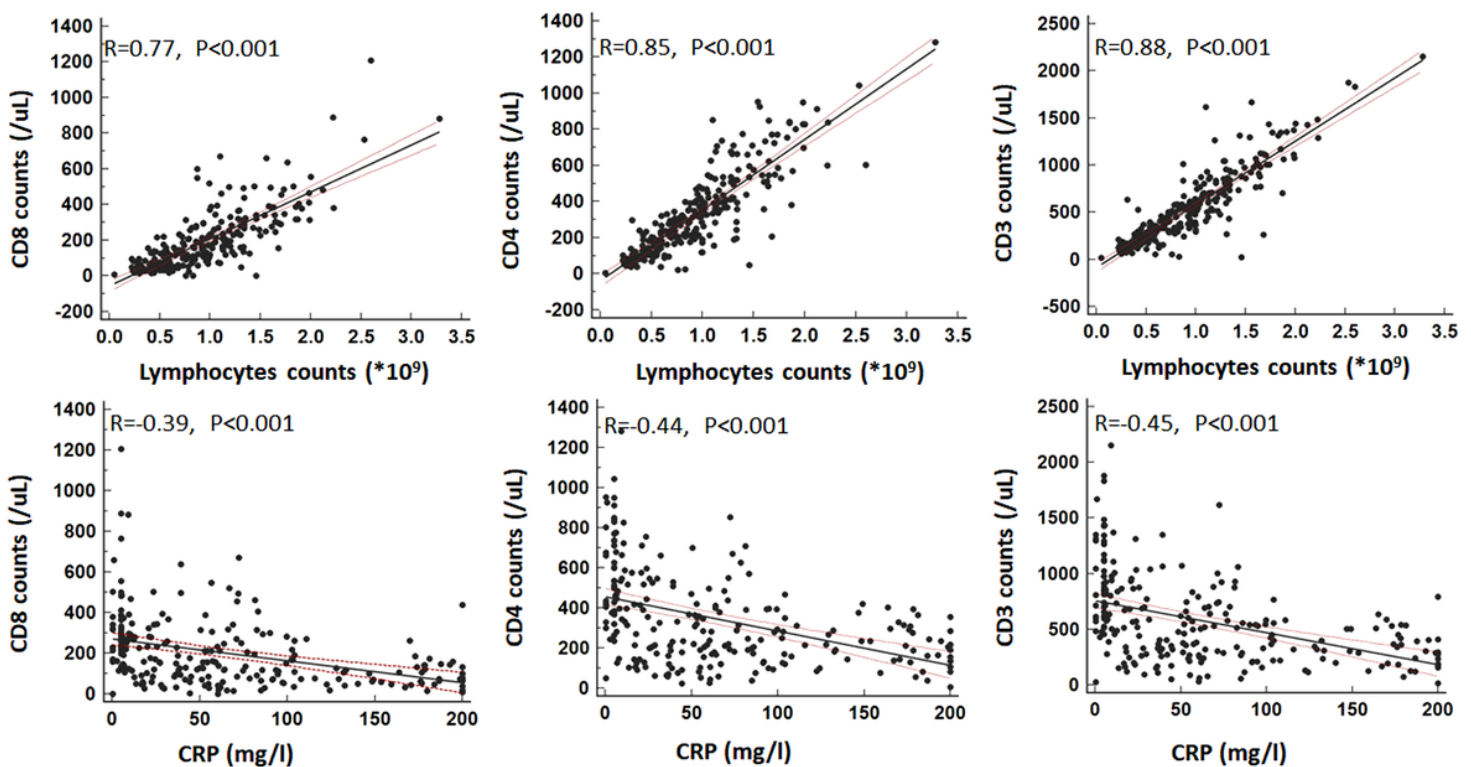 R=0.77, P<0.001
CD8 counts (/uL)
1400
1200
1000
800
600
400
200
0
-200
0.0 0.5 1.0 1.5 2.0 2.5 3.0 3.5
Lymphocytes counts (*10⁹)
R=0.85, P<0.001
CD4 counts (/uL)
1400
1200
1000
800
600
400
200
0
-200
0.0 0.5 1.0 1.5 2.0 2.5 3.0 3.5
Lymphocytes counts (*10⁹)
R=0.88, P<0.001
CD3 counts (/uL)
2500
2000
1500
1000
500
0
-500
0.0 0.5 1.0 1.5 2.0 2.5 3.0 3.5
Lymphocytes counts (*10⁹)
R=-0.39, P<0.001
CD8 counts (/uL)
1400
1200
1000
800
600
400
200
0
0 50 100 150 200
CRP (mg/l)
R=-0.44, P<0.001
CD4 counts (/uL)
1400
1200
1000
800
600
400
200
0
0 50 100 150 200
CRP (mg/l)
R=-0.45, P<0.001
CD3 counts (/uL)
2500
2000
1500
1000
500
0
0 50 100 150 200
CRP (mg/l)